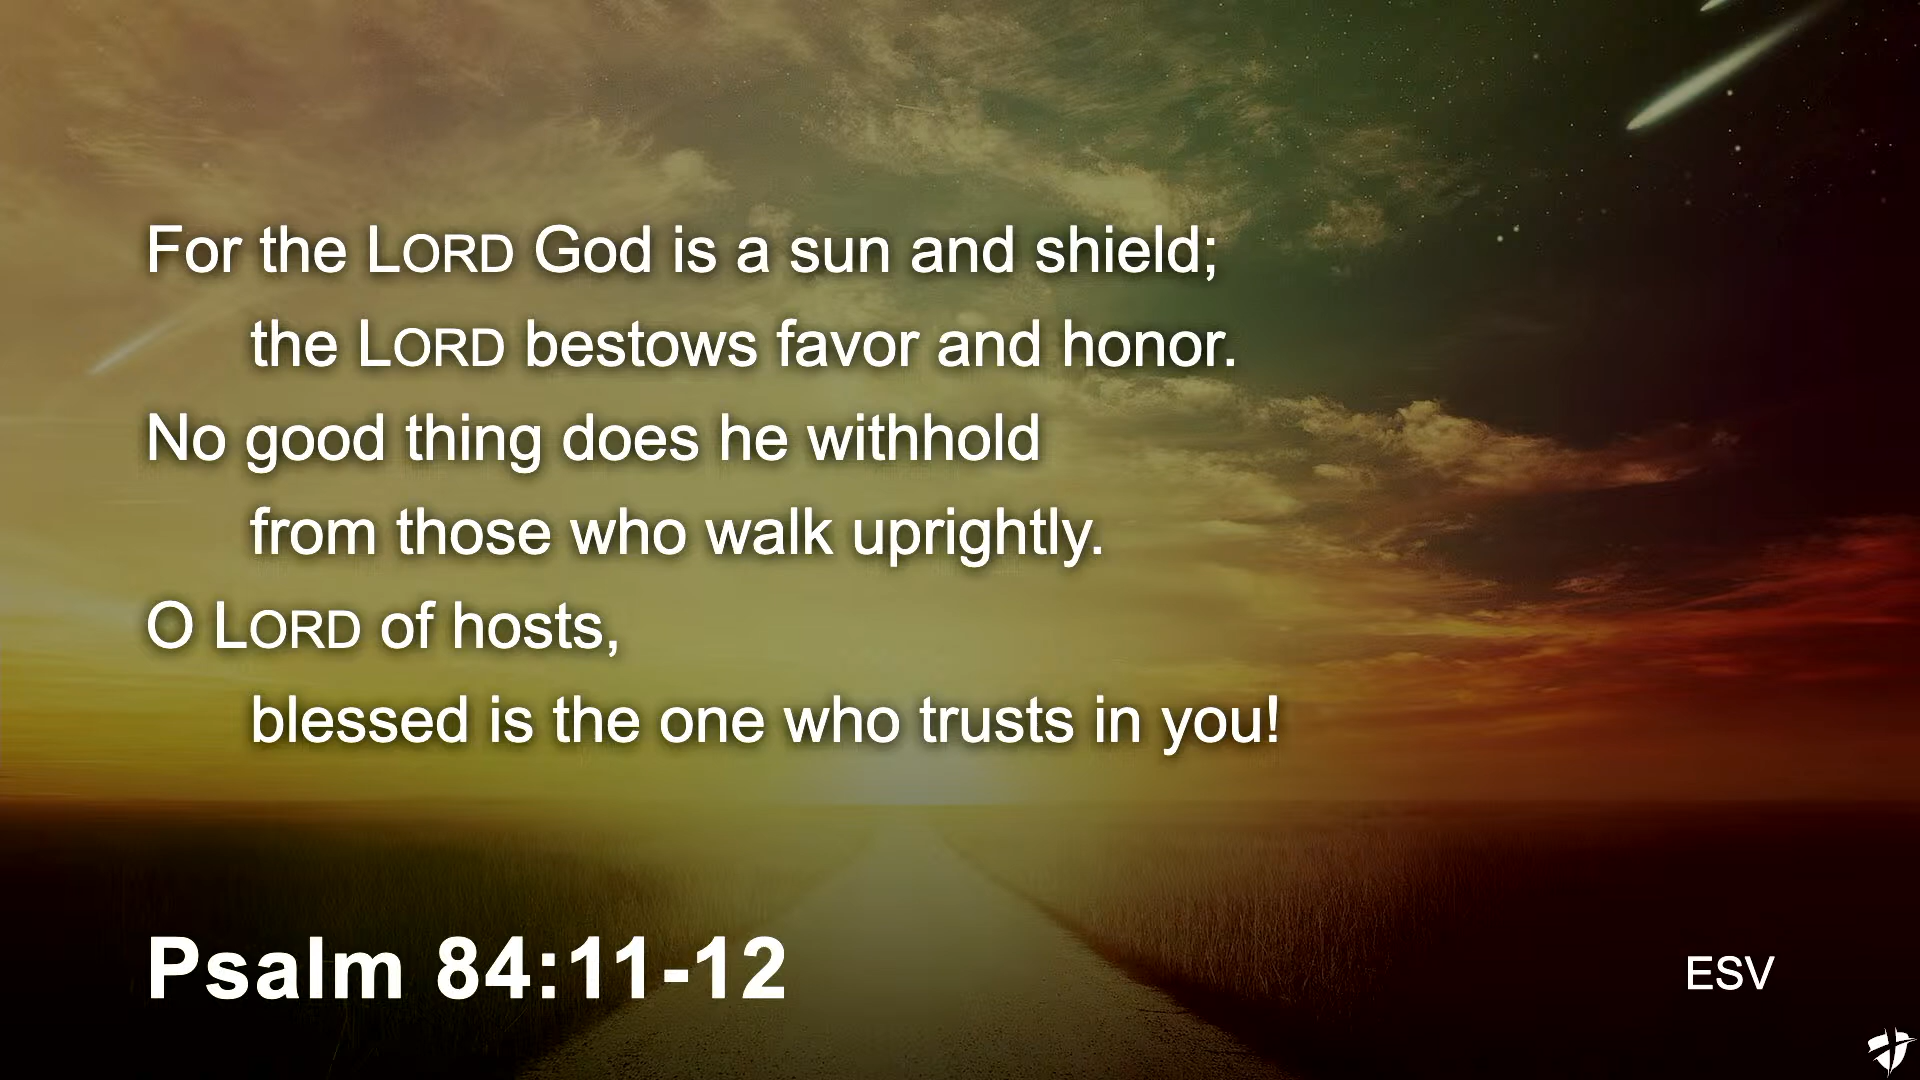 For the LORD God is a sun and shield;
the LORD bestows favor and honor.
No good thing does he withhold
from those who walk uprightly.
O LORD of hosts,
blessed is the one who trusts in you!
Psalm 84:11-12
ESV